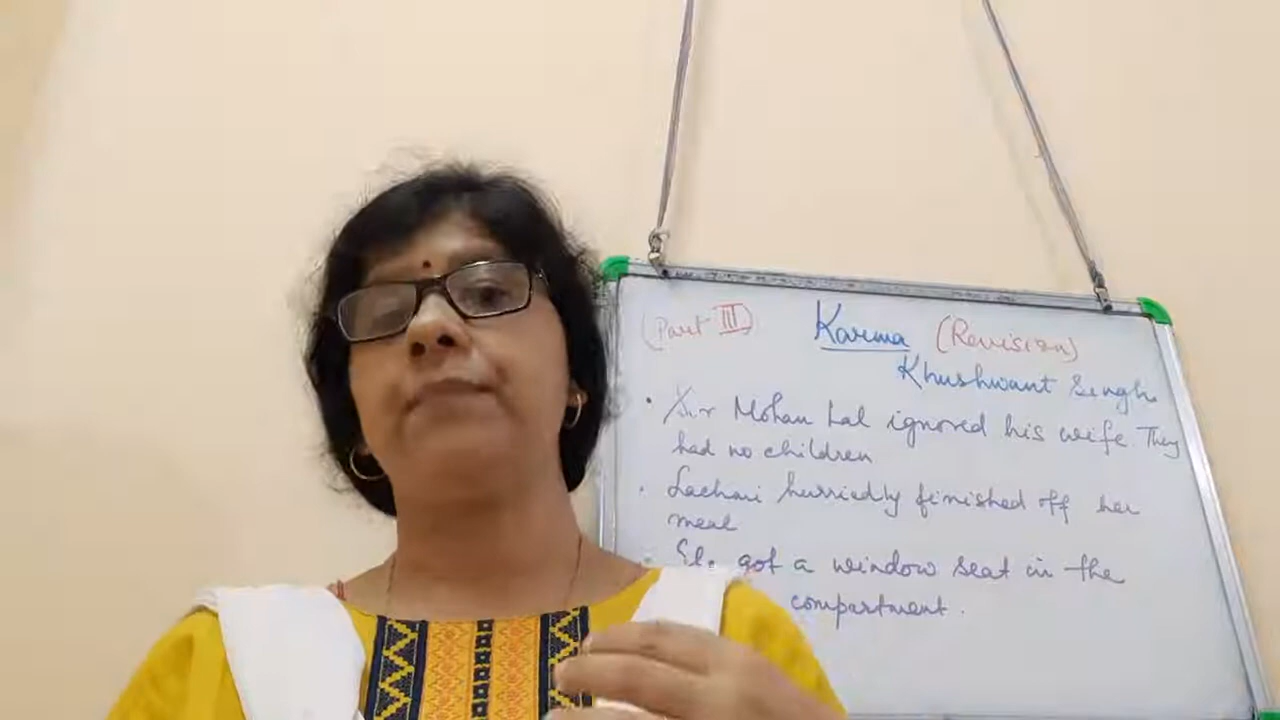 (Part III) Karma (Revision)
Khushwant Singh
• Sir Mohan Lal ignored his wife. They
had no children
• Lachmi hurriedly finished off her
meal
• She got a window seat in the
compartment.